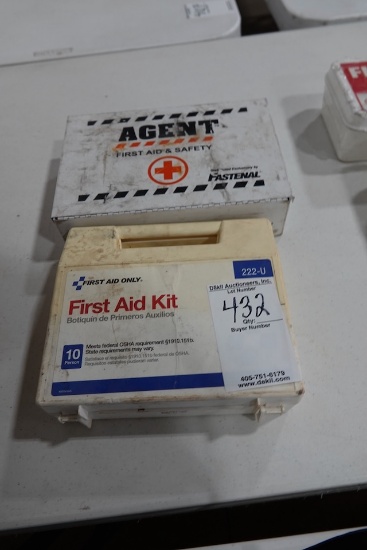 AGENT
FIRST AID & SAFETY
FASTENAL
FIRST AID ONLY
222-U
DAKil Auctioneers, Inc.
Lot Number
432
Qty:
Buyer Number
First Aid Kit
Botiquin de Primeros Auxilios
10
Person
Meets federal OSHA requirement §1910.151b.
State requirements may vary.
405-751-6179
www.dakil.com